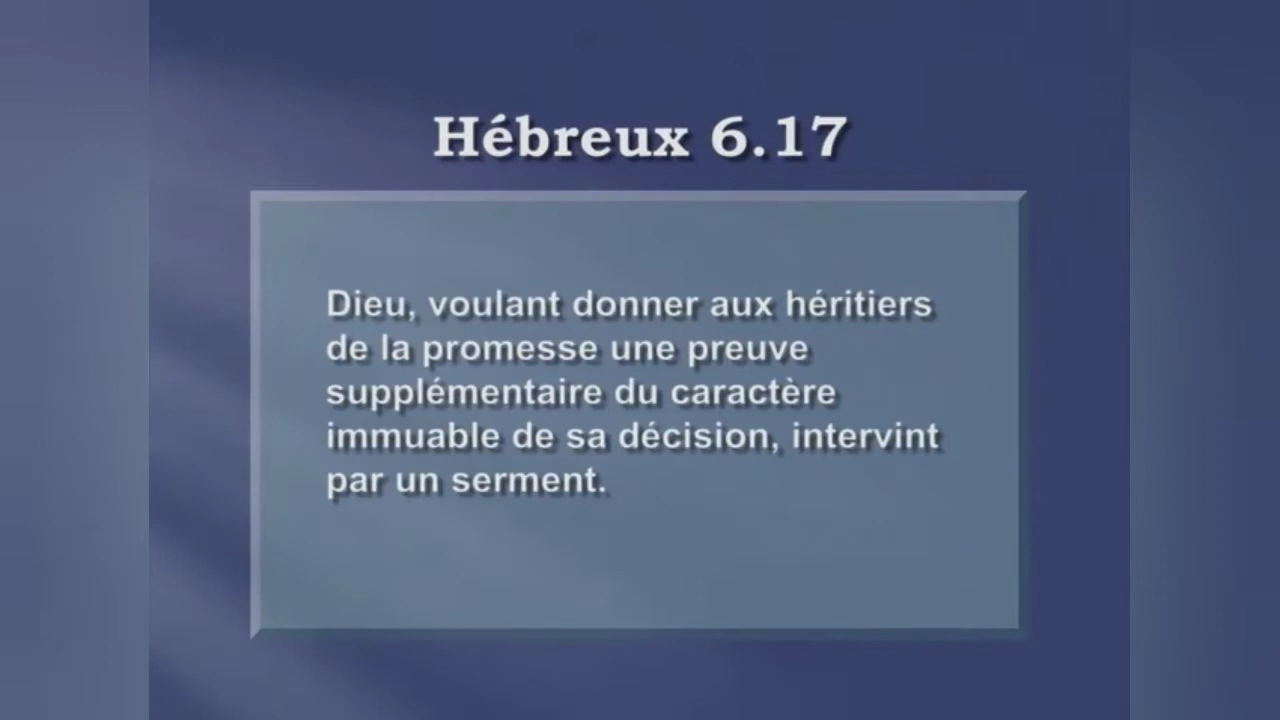 Hébreux 6.17
Dieu, voulant donner aux héritiers
de la promesse une preuve
supplémentaire du caractère
immuable de sa décision, intervint
par un serment.